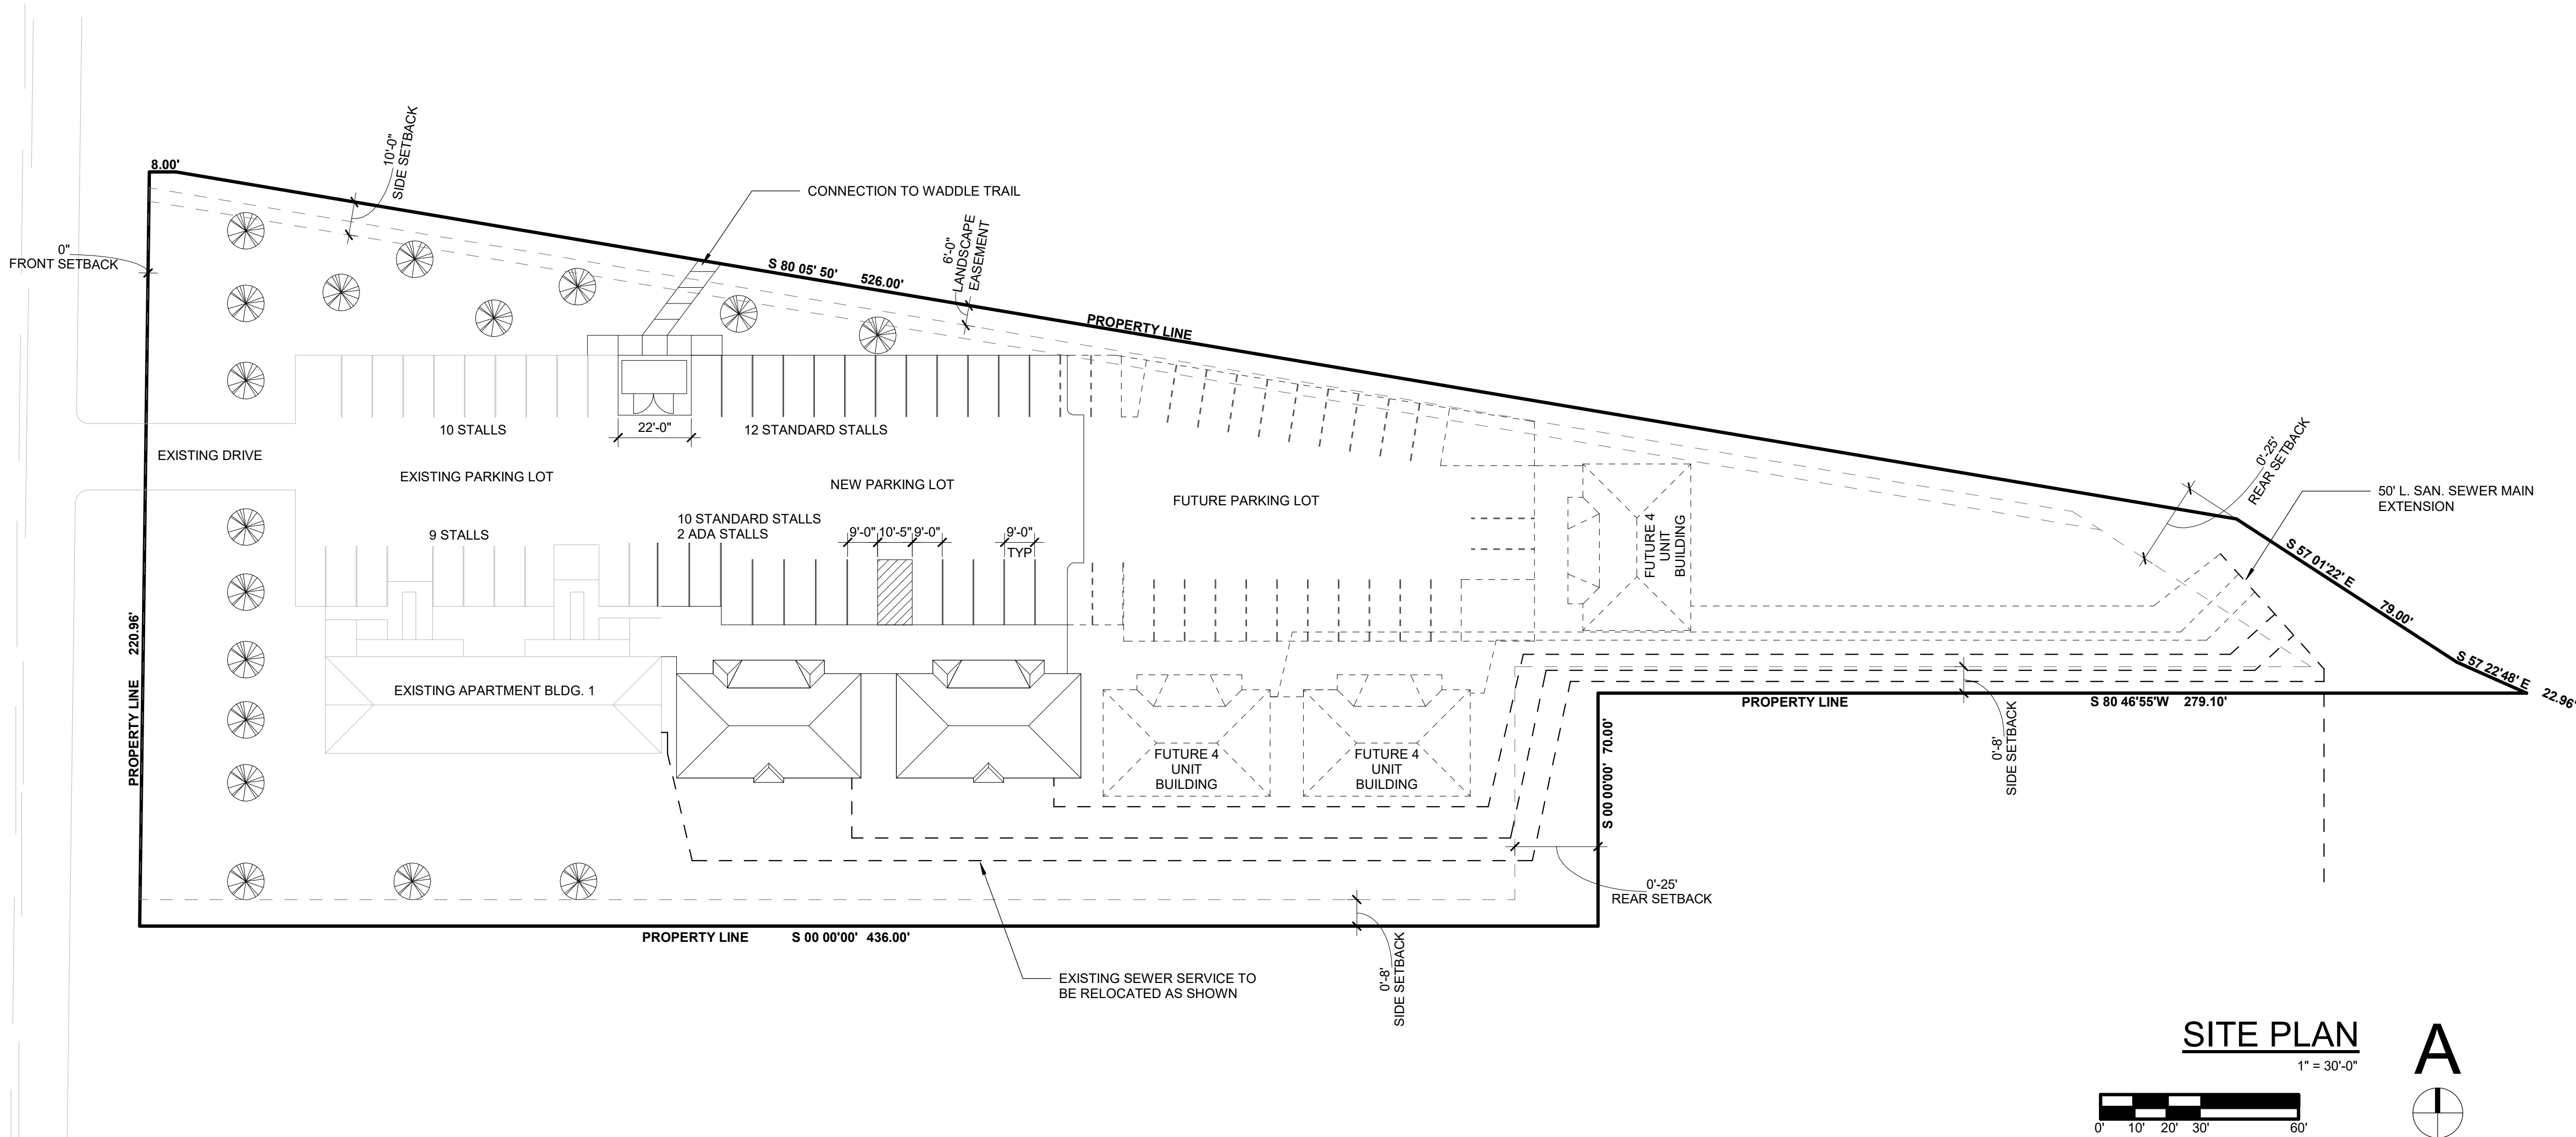 8.00'
10'-0"
SIDE SETBACK
CONNECTION TO WADDLE TRAIL
6'-0"
LANDSCAPE
EASEMENT
0"
FRONT SETBACK
S 80 05' 50' 526.00'
PROPERTY LINE
10 STALLS
22'-0"
12 STANDARD STALLS
EXISTING DRIVE
EXISTING PARKING LOT
NEW PARKING LOT
FUTURE PARKING LOT
0'-25'
REAR SETBACK
50' L. SAN. SEWER MAIN
EXTENSION
9 STALLS
10 STANDARD STALLS
2 ADA STALLS
9'-0"
10'-5"
9'-0"
9'-0"
TYP
FUTURE 4
UNIT
BUILDING
S 57 01'22' E
79.00'
S 57 22'48' E 22.96'
PROPERTY LINE 220.96'
EXISTING APARTMENT BLDG. 1
FUTURE 4
UNIT
BUILDING
FUTURE 4
UNIT
BUILDING
S 00 00'00' 70.00'
PROPERTY LINE S 80 46'55'W 279.10'
0'-8'
SIDE SETBACK
0'-25'
REAR SETBACK
PROPERTY LINE S 00 00'00' 436.00'
0'-8'
SIDE SETBACK
EXISTING SEWER SERVICE TO
BE RELOCATED AS SHOWN
SITE PLAN
1" = 30'-0"
A
0' 10' 20' 30' 60'